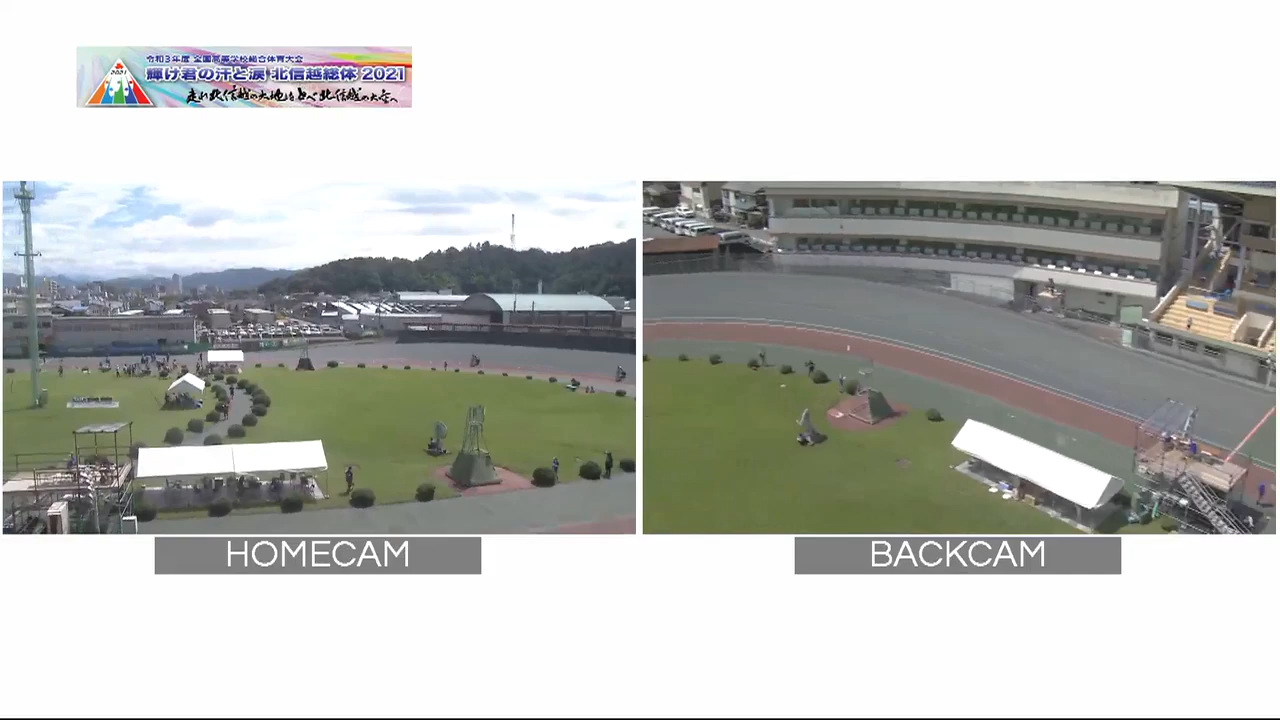 令和3年度 全国高等学校総合体育大会
輝け君の汗と涙 北信越総体 2021
2021
走れ北信越の大地を とべ北信越の大空へ
HOMECAM
BACKCAM